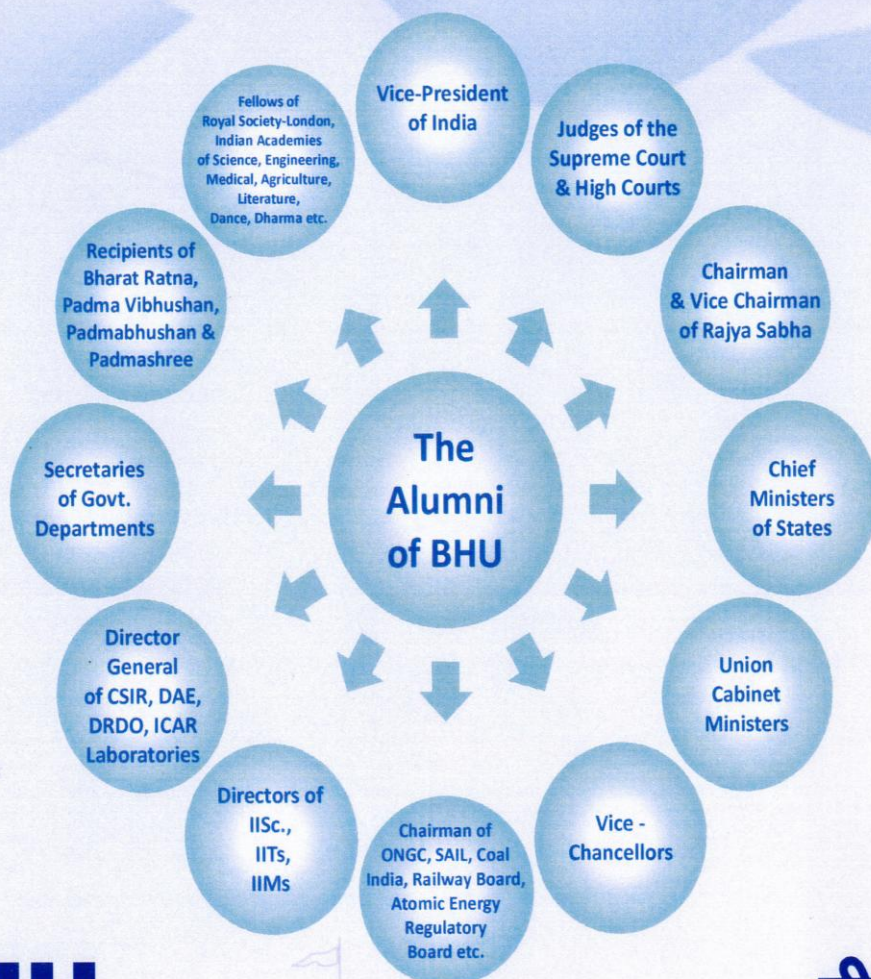 Vice-President
of India
Judges of the
Supreme Court
& High Courts
Chairman
& Vice Chairman
of Rajya Sabha
Chief
Ministers
of States
Union
Cabinet
Ministers
Vice -
Chancellors
Chairman of
ONGC, SAIL, Coal
India, Railway Board,
Atomic Energy
Regulatory
Board etc.
Directors of
IISc.,
IITs,
IIMs
Director
General
of CSIR, DAE,
DRDO, ICAR
Laboratories
Secretaries
of Govt.
Departments
Recipients of
Bharat Ratna,
Padma Vibhushan,
Padmabhushan &
Padmashree
Fellows of
Royal Society-London,
Indian Academies
of Science, Engineering,
Medical, Agriculture,
Literature,
Dance, Dharma etc.
The
Alumni
of BHU